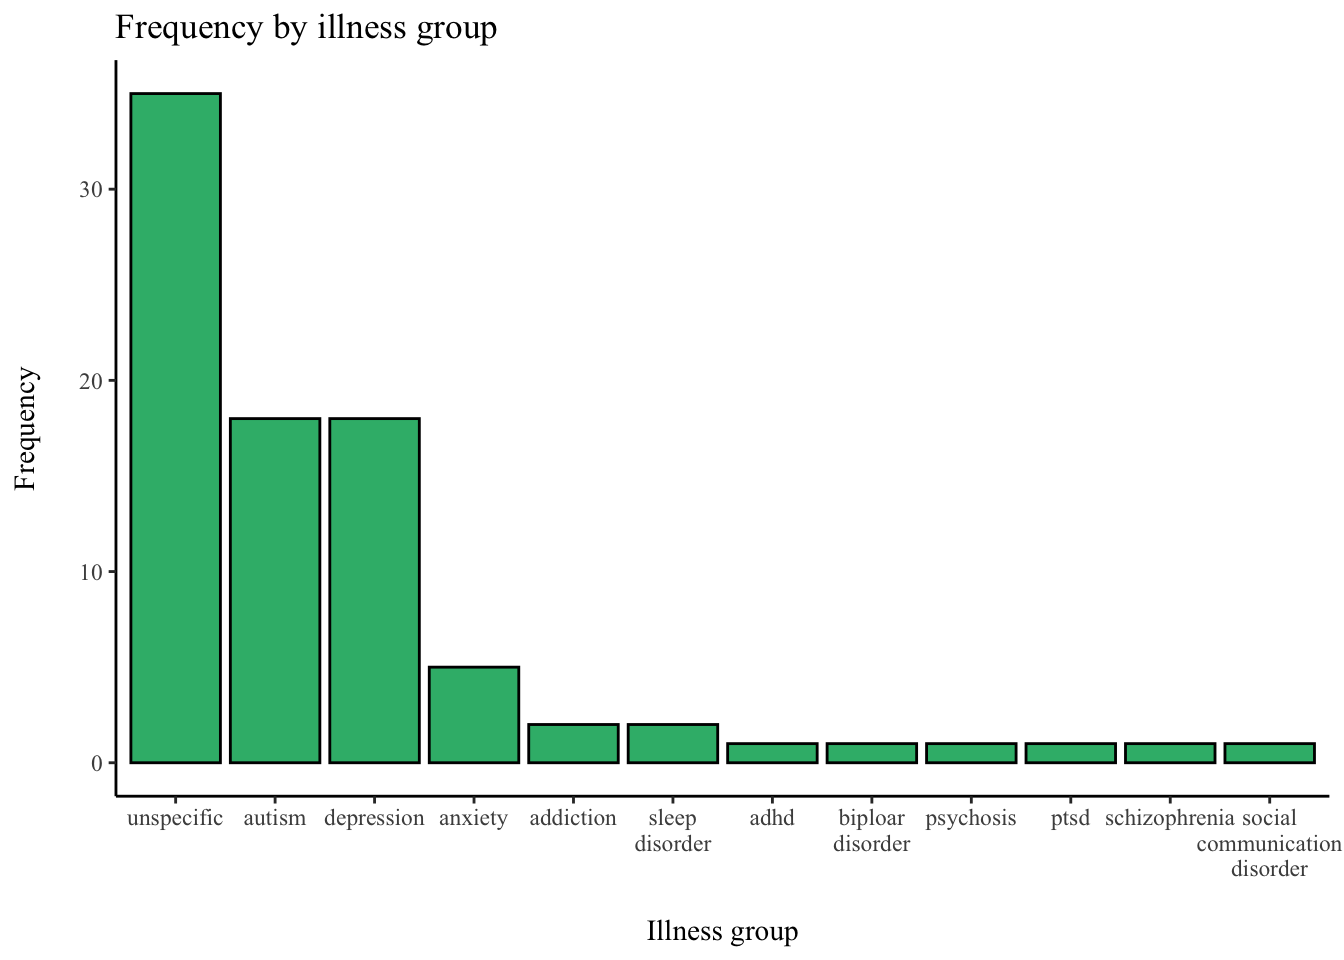 Frequency by illness group
Frequency
30
20
10
0
unspecific
autism
depression
anxiety
addiction
sleep
disorder
adhd
biploar
disorder
psychosis
ptsd
schizophrenia
social
communication
disorder
Illness group